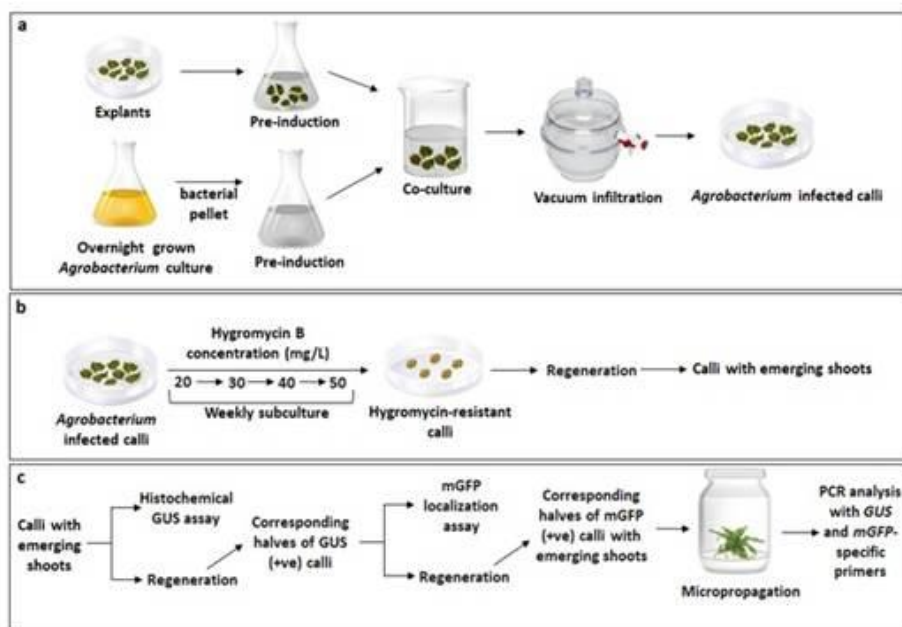 a
Explants
Pre-induction
bacterial
pellet
Overnight grown
Agrobacterium culture
Pre-induction
Co-culture
Vacuum infiltration
Agrobacterium infected calli
b
Agrobacterium
infected calli
Hygromycin B
concentration (mg/L)
20 → 30 → 40 → 50
Weekly subculture
Hygromycin-resistant
calli
Regeneration
Calli with emerging shoots
c
Calli with
emerging
shoots
Histochemical
GUS assay
Regeneration
Corresponding
halves of GUS
(+ve) calli
mGFP
localization
assay
Regeneration
Corresponding
halves of mGFP
(+ve) calli with
emerging shoots
Micropropagation
PCR analysis
with GUS
and mGFP-
specific
primers